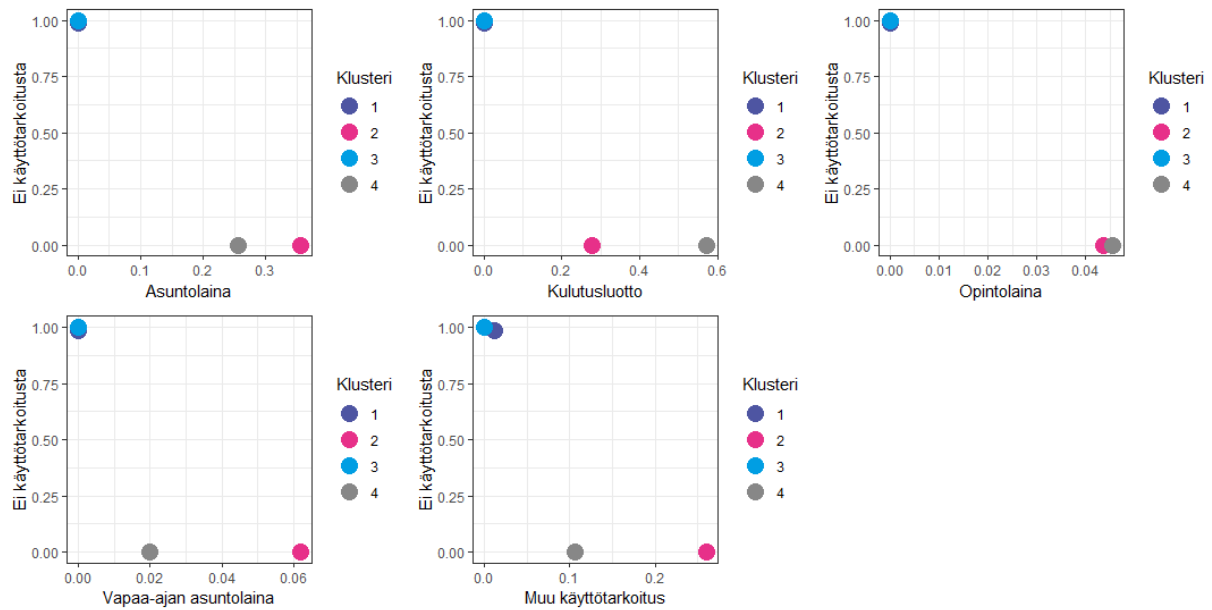 Ei käyttötarkoitusta
1.00
0.75
0.50
0.25
0.00
0.0 0.1 0.2 0.3
Asuntolaina
Klusteri
1
2
3
4
Ei käyttötarkoitusta
1.00
0.75
0.50
0.25
0.00
0.0 0.2 0.4 0.6
Kulutusluotto
Klusteri
1
2
3
4
Ei käyttötarkoitusta
1.00
0.75
0.50
0.25
0.00
0.00 0.01 0.02 0.03 0.04
Opintolaina
Klusteri
1
2
3
4
Ei käyttötarkoitusta
1.00
0.75
0.50
0.25
0.00
0.00 0.02 0.04 0.06
Vapaa-ajan asuntolaina
Klusteri
1
2
3
4
Ei käyttötarkoitusta
1.00
0.75
0.50
0.25
0.00
0.0 0.1 0.2
Muu käyttötarkoitus
Klusteri
1
2
3
4